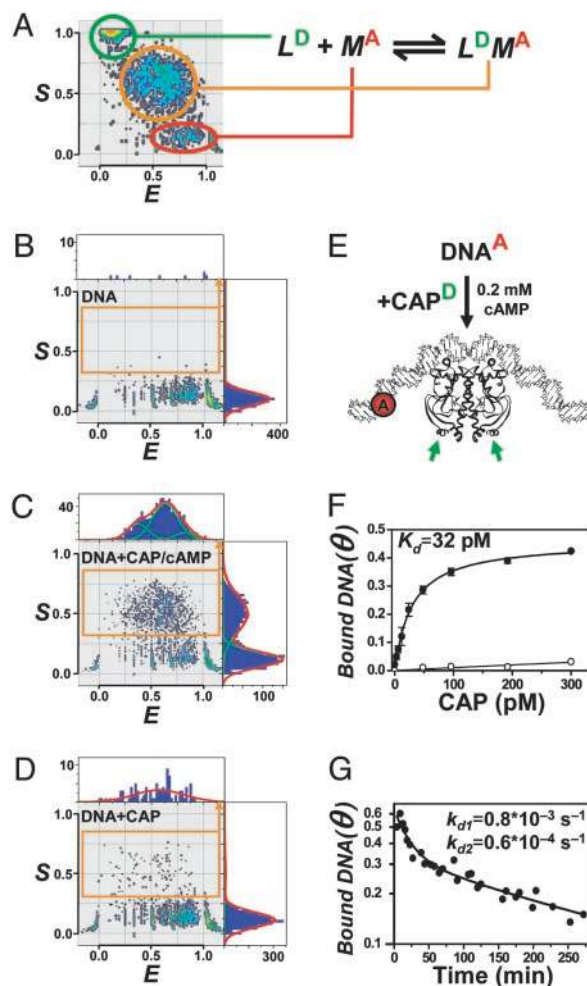 A
L^D + M^A ⇌ L^D M^A
S
1.0
0.5
0.0
0.0 0.5 1.0
E
B
10
DNA
S
1.0
0.5
0.0
0.0 0.5 1.0
400
E
C
40
DNA+CAP/cAMP
S
1.0
0.5
0.0
0.0 0.5 1.0
100
E
D
10
DNA+CAP
S
1.0
0.5
0.0
0.0 0.5 1.0
300
E
E
DNA^A
+CAP^D
0.2 mM
cAMP
A
F
K_d=32 pM
Bound DNA(θ)
0.5
0.4
0.3
0.2
0.1
0.0
0 100 200 300
CAP (pM)
G
k_d1=0.8*10^−3 s^−1
k_d2=0.6*10^−4 s^−1
Bound DNA(θ)
0.6
0.5
0.4
0.3
0.2
0.1
0 50 100 150 200 250
Time (min)